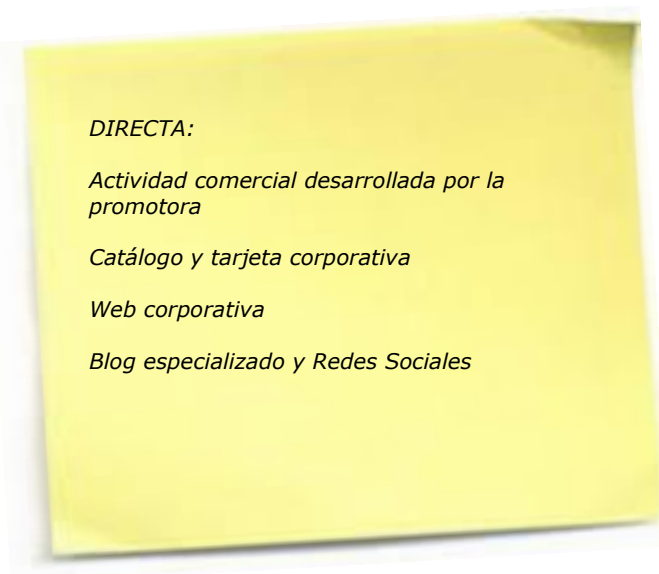 DIRECTA:
Actividad comercial desarrollada por la
promotora
Catálogo y tarjeta corporativa
Web corporativa
Blog especializado y Redes Sociales